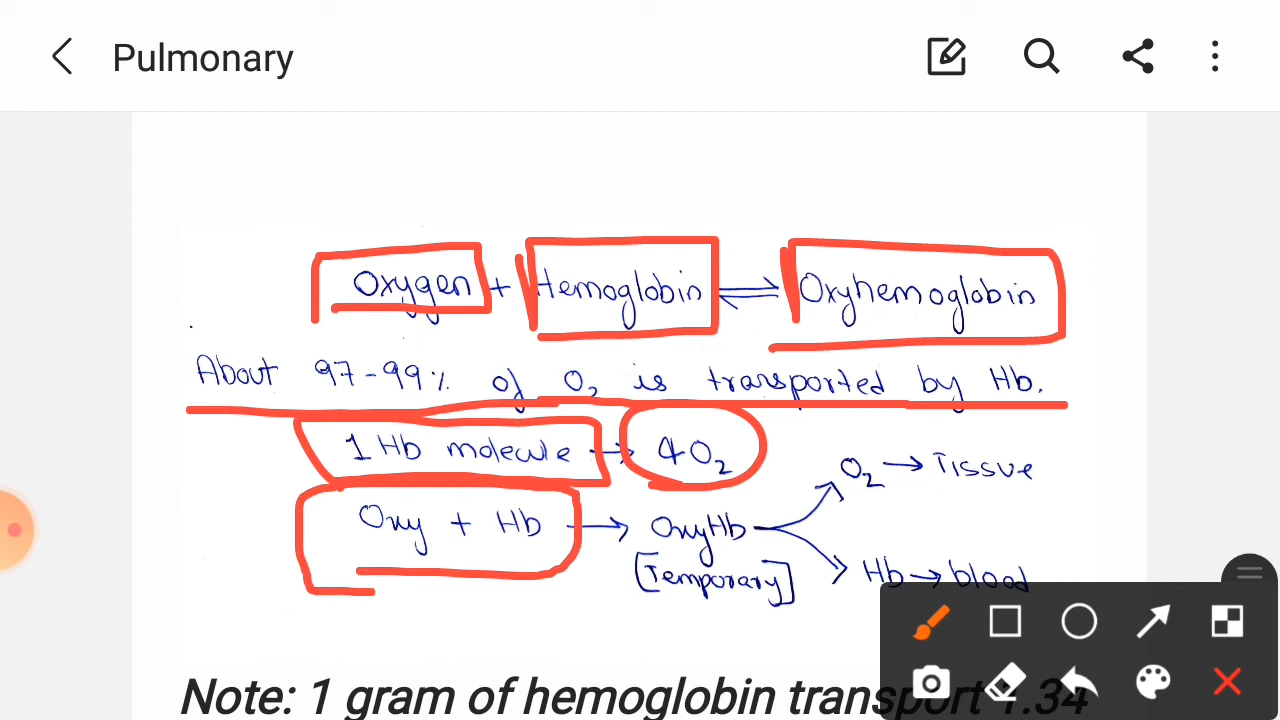 Pulmonary
Oxygen + Hemoglobin ⇌ Oxyhemoglobin
About 97-99% of O₂ is transported by Hb.
1 Hb molecule → 4O₂
O₂ → Tissue
Oxy + Hb → OxyHb
[Temporary]
Hb → blood
Note: 1 gram of hemoglobin transport 1.34